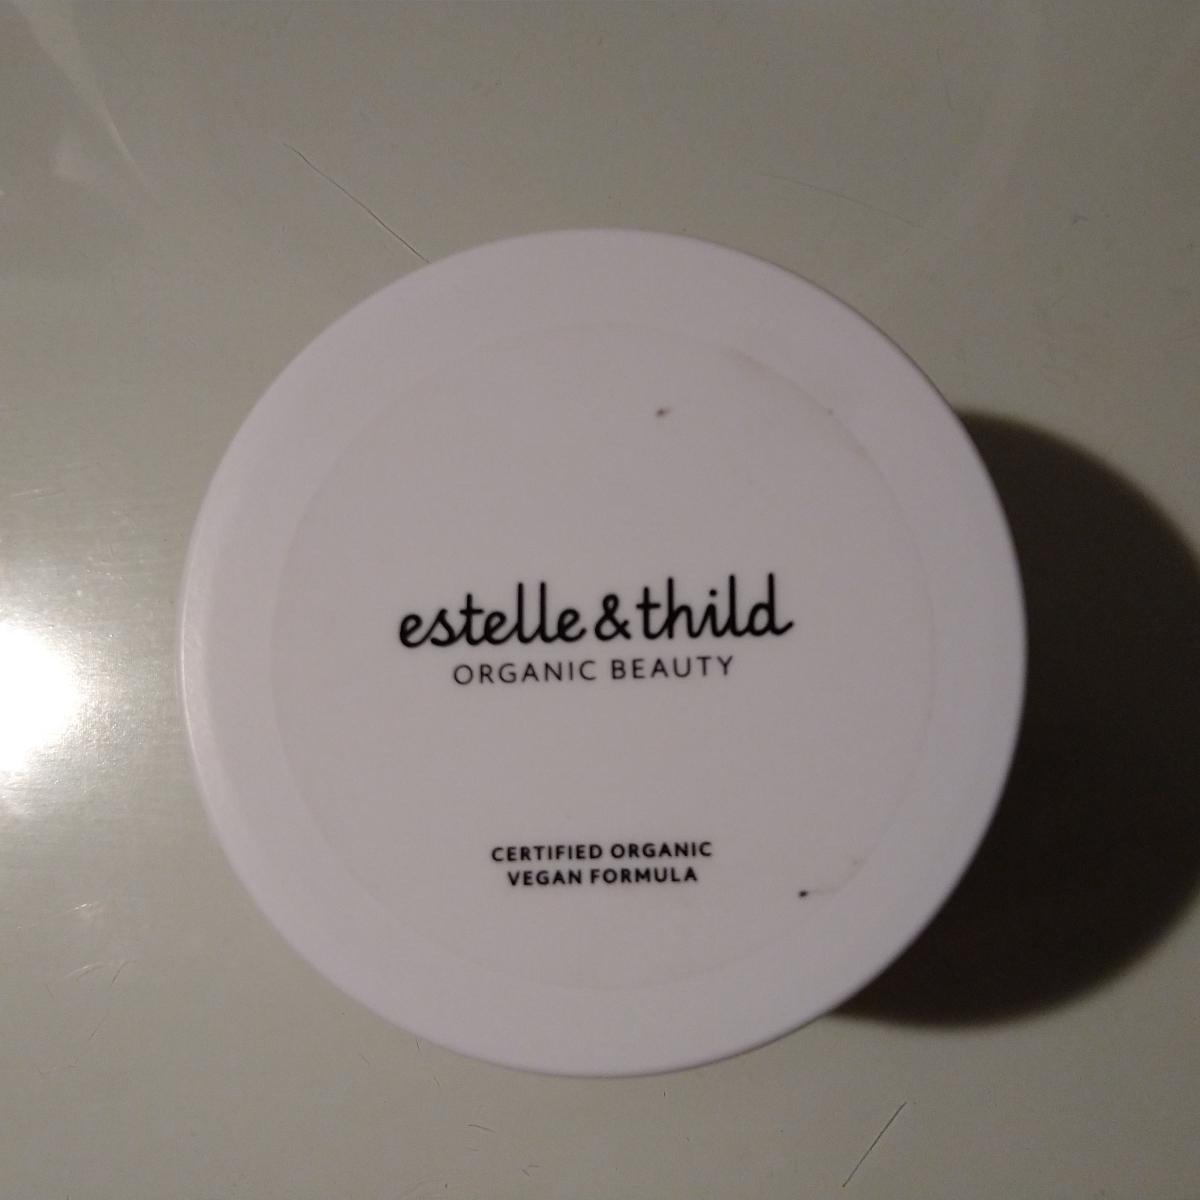 estelle & thild
ORGANIC BEAUTY
CERTIFIED ORGANIC
VEGAN FORMULA